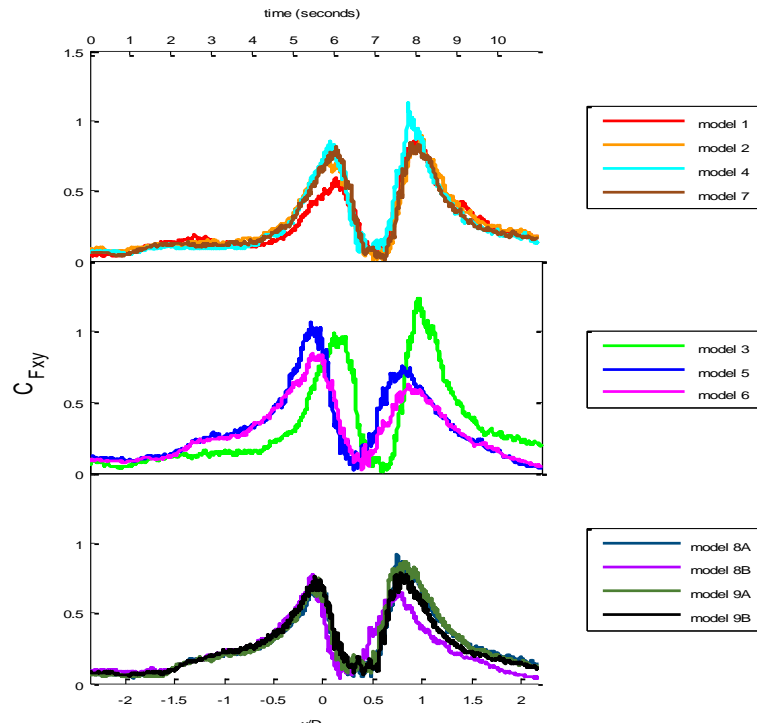 time (seconds)
0 1 2 3 4 5 6 7 8 9 10
1.5
1
0.5
0
model 1
model 2
model 4
model 7
C Fxy
1
0.5
0
model 3
model 5
model 6
1
0.5
0
model 8A
model 8B
model 9A
model 9B
-2 -1.5 -1 -0.5 0 0.5 1 1.5 2